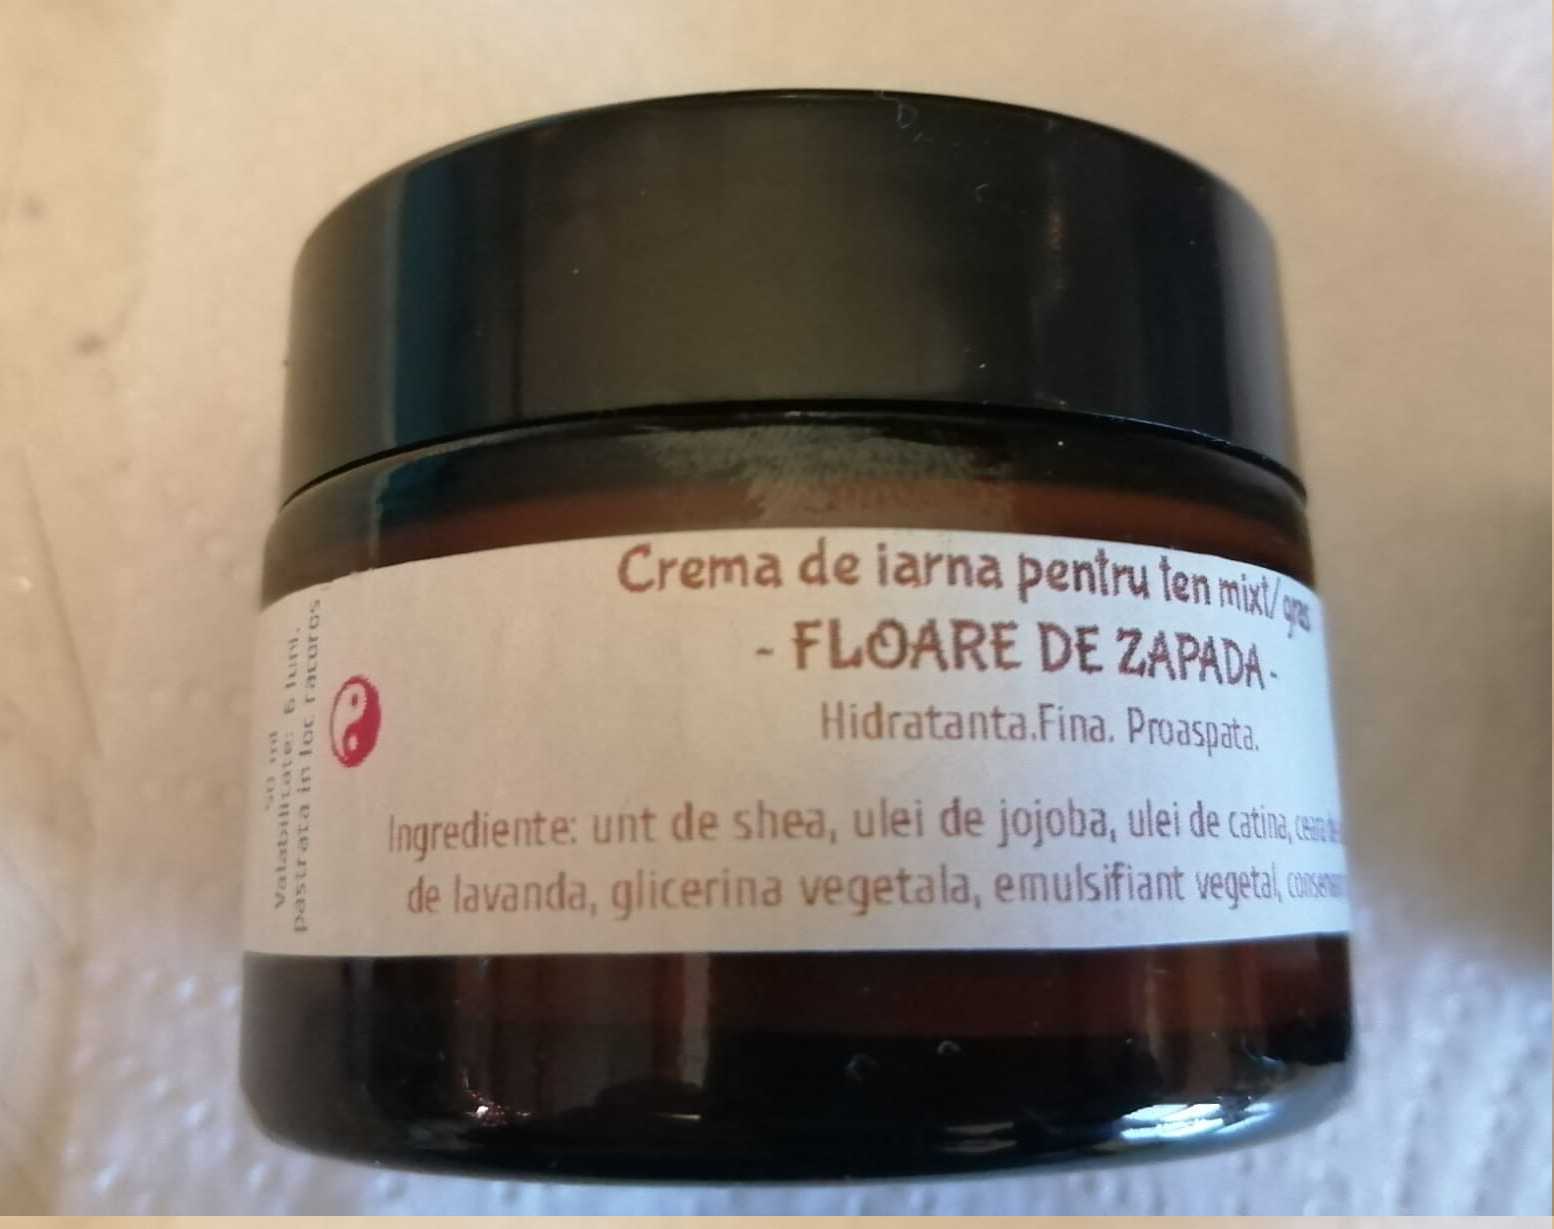 Crema de iarna pentru ten mixt/ gras
- FLOARE DE ZAPADA -
Hidratanta.Fina. Proaspata.
Ingrediente: unt de shea, ulei de jojoba, ulei de catina, ceara de
de lavanda, glicerina vegetala, emulsifiant vegetal,
50 ml
Valabilitate: 6 luni,
pastrata in loc racoros